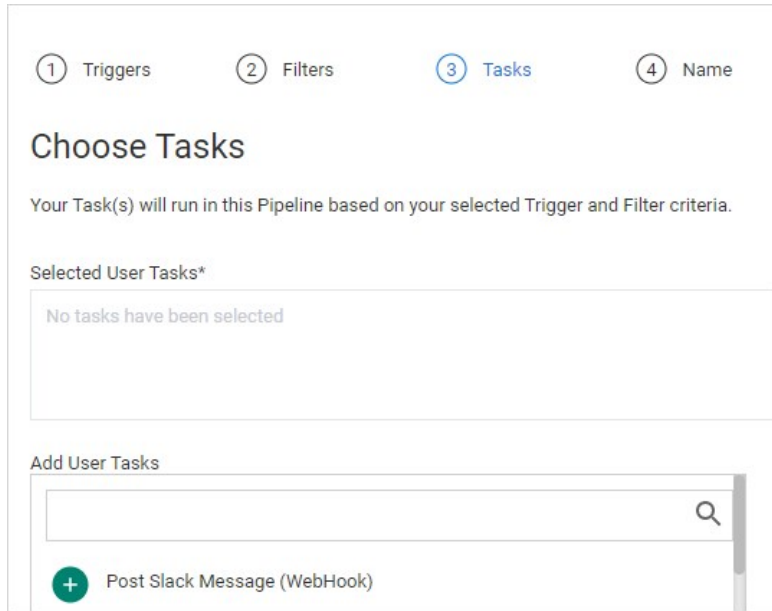 1 Triggers 2 Filters 3 Tasks 4 Name
Choose Tasks
Your Task(s) will run in this Pipeline based on your selected Trigger and Filter criteria.
Selected User Tasks*
No tasks have been selected
Add User Tasks
Post Slack Message (WebHook)